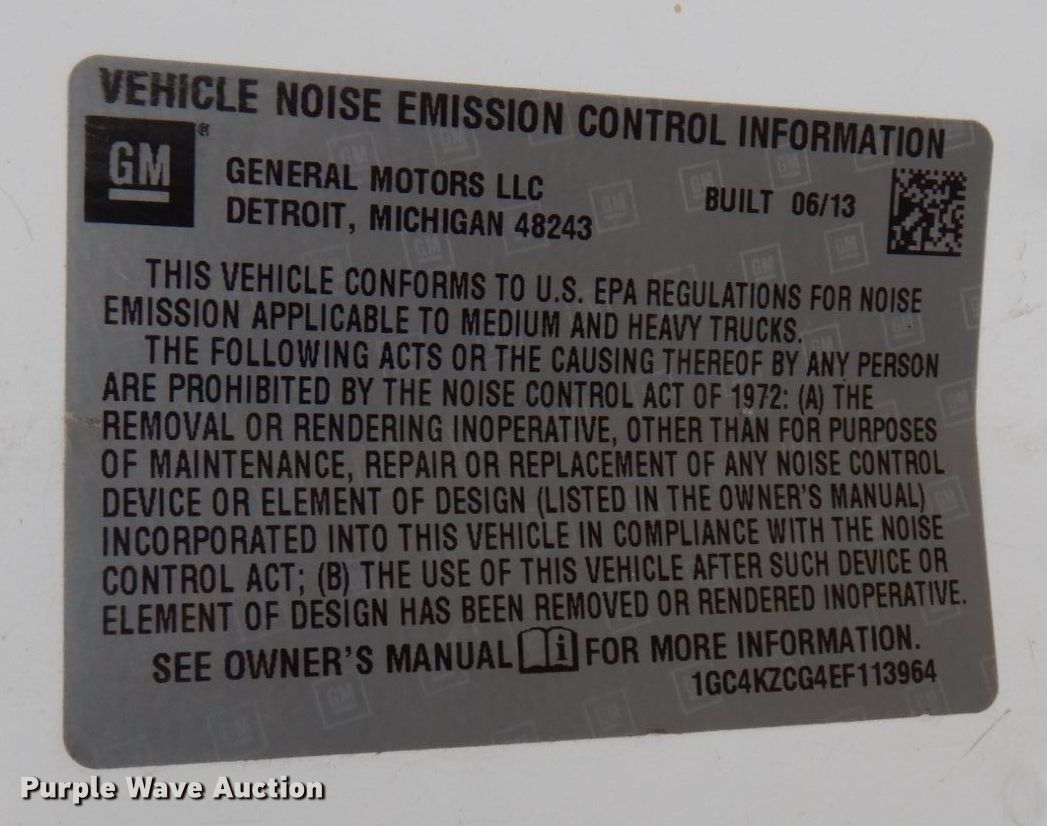 VEHICLE NOISE EMISSION CONTROL INFORMATION
GM®
GENERAL MOTORS LLC
DETROIT, MICHIGAN 48243
BUILT 06/13
THIS VEHICLE CONFORMS TO U.S. EPA REGULATIONS FOR NOISE
EMISSION APPLICABLE TO MEDIUM AND HEAVY TRUCKS.
THE FOLLOWING ACTS OR THE CAUSING THEREOF BY ANY PERSON
ARE PROHIBITED BY THE NOISE CONTROL ACT OF 1972: (A) THE
REMOVAL OR RENDERING INOPERATIVE, OTHER THAN FOR PURPOSES
OF MAINTENANCE, REPAIR OR REPLACEMENT OF ANY NOISE CONTROL
DEVICE OR ELEMENT OF DESIGN (LISTED IN THE OWNER'S MANUAL)
INCORPORATED INTO THIS VEHICLE IN COMPLIANCE WITH THE NOISE
CONTROL ACT; (B) THE USE OF THIS VEHICLE AFTER SUCH DEVICE OR
ELEMENT OF DESIGN HAS BEEN REMOVED OR RENDERED INOPERATIVE.
SEE OWNER'S MANUAL i FOR MORE INFORMATION.
1GC4KZCG4EF113964
Purple Wave Auction